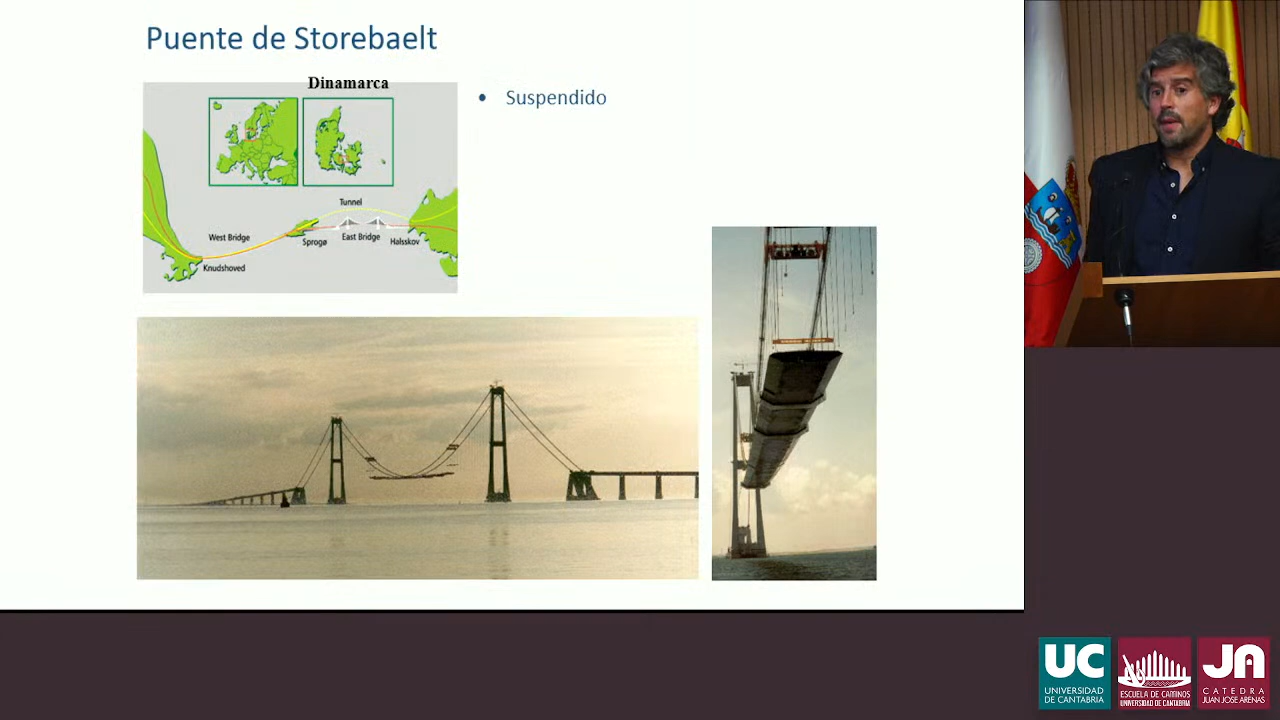 Puente de Storebaelt
Dinamarca
• Suspendido
Tunnel
West Bridge
Sprogø
East Bridge
Halsskov
Knudshoved
UC
UNIVERSIDAD
DE CANTABRIA
ESCUELA DE CAMINOS
UNIVERSIDAD DE CANTABRIA
JA
CATEDRA
JUAN JOSE ARENAS